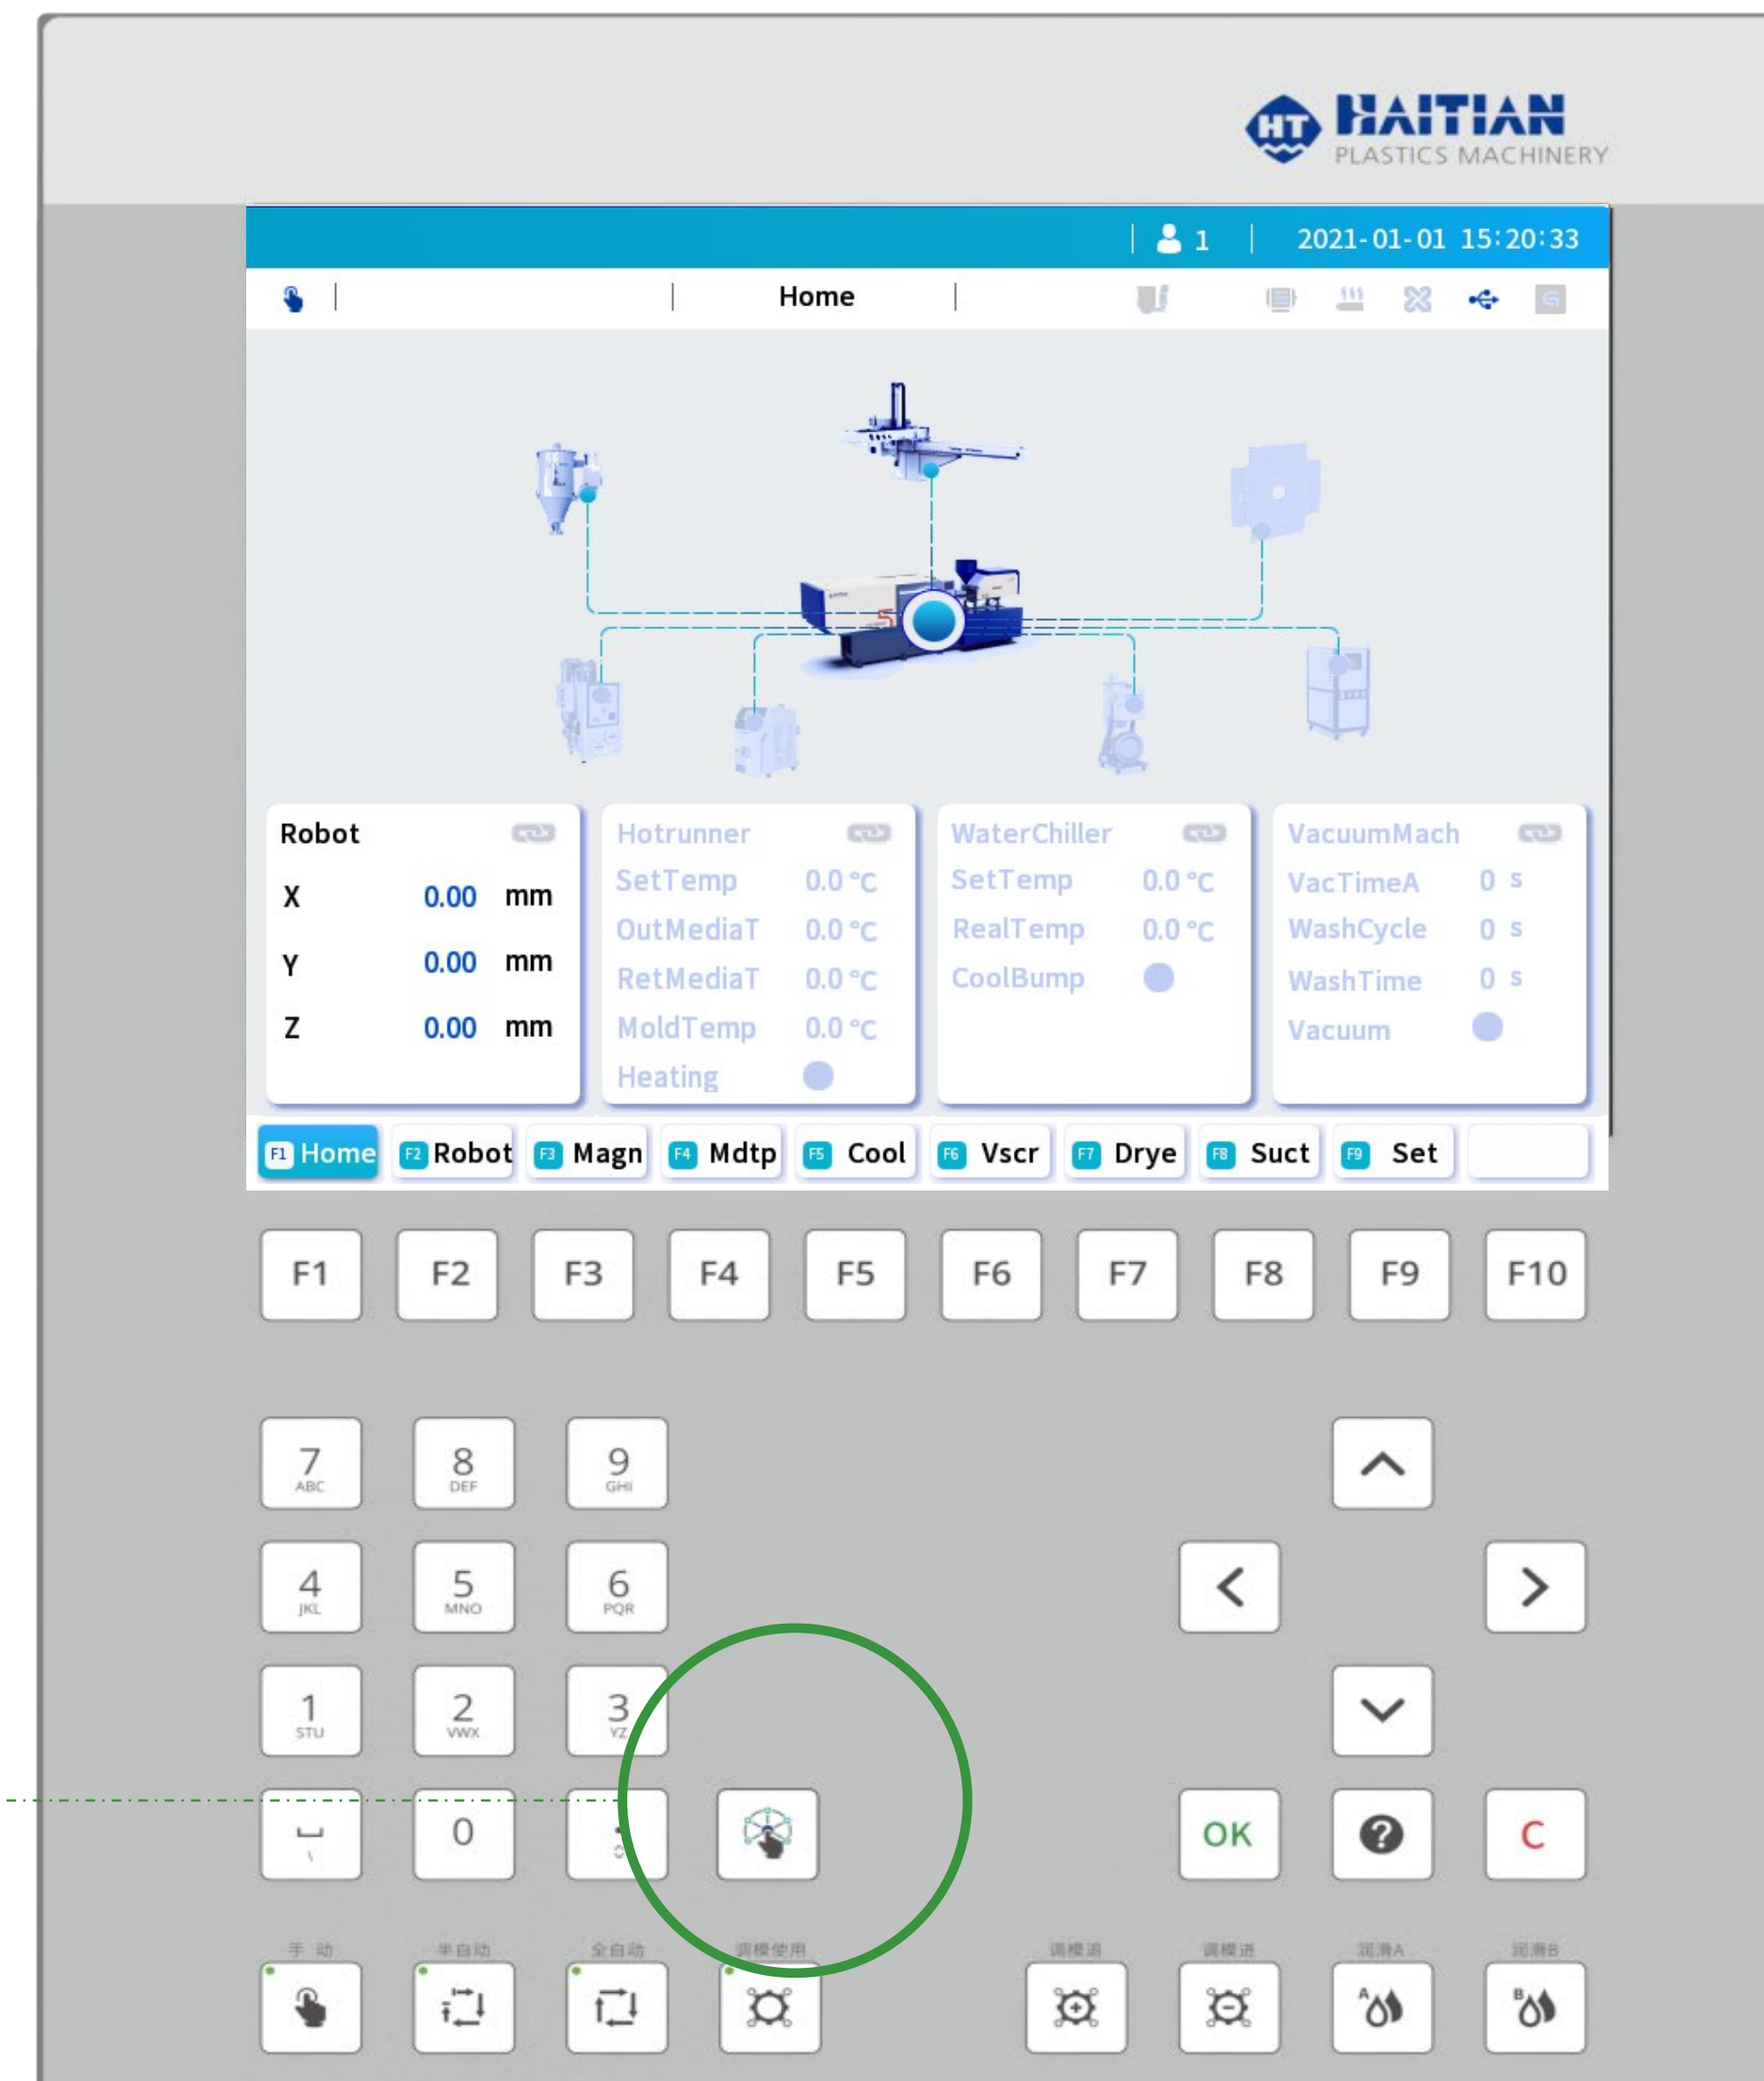 HT HAITIAN
PLASTICS MACHINERY
1 2021-01-01 15:20:33
Home
Robot
X 0.00 mm
Y 0.00 mm
Z 0.00 mm
Hotrunner
SetTemp 0.0 °C
OutMediaT 0.0 °C
RetMediaT 0.0 °C
MoldTemp 0.0 °C
Heating
WaterChiller
SetTemp 0.0 °C
RealTemp 0.0 °C
CoolBump
VacuumMach
VacTimeA 0 s
WashCycle 0 s
WashTime 0 s
Vacuum
F1 Home F2 Robot F3 Magn F4 Mdtp F5 Cool F6 Vscr F7 Drye F8 Suct F9 Set
F1 F2 F3 F4 F5 F6 F7 F8 F9 F10
7 8 9
ABC DEF GHI
4 5 6
JKL MNO PQR
1 2 3
STU VWX YZ
0 OK ? C
\
手动 半自动 全自动 调模使用 调模退 调模进 润滑A 润滑B
A B